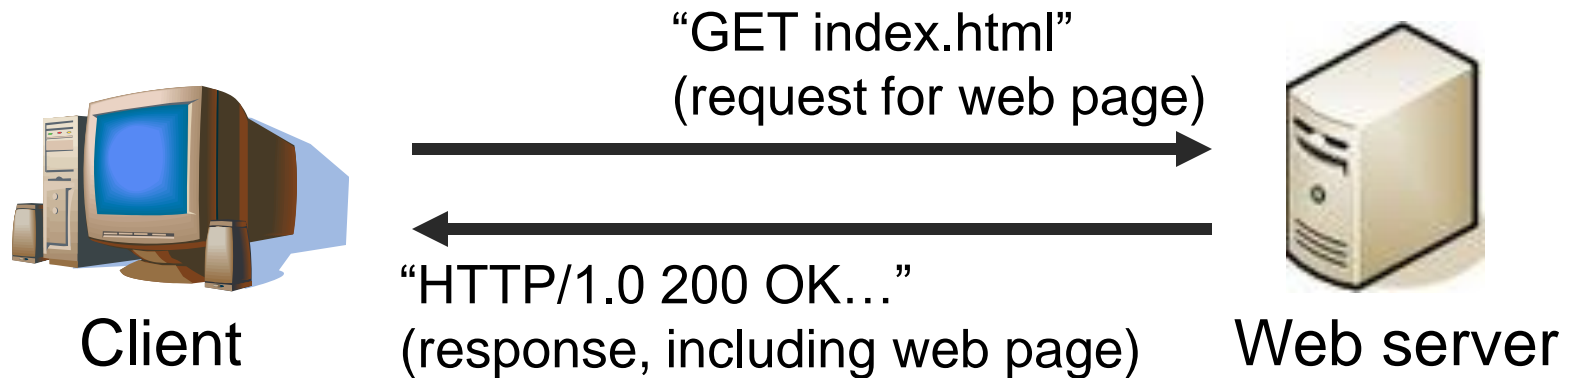 “GET index.html”
(request for web page)
“HTTP/1.0 200 OK…”
(response, including web page)
Client
Web server